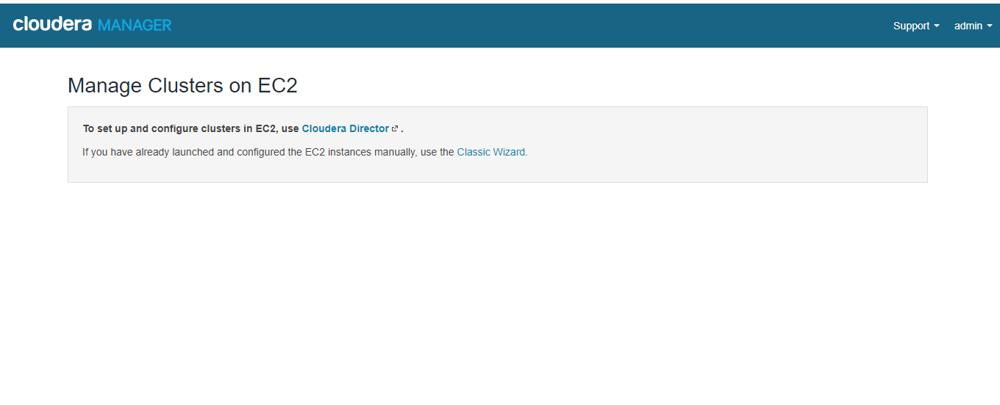 cloudera MANAGER
Support admin
Manage Clusters on EC2
To set up and configure clusters in EC2, use Cloudera Director .
If you have already launched and configured the EC2 instances manually, use the Classic Wizard.